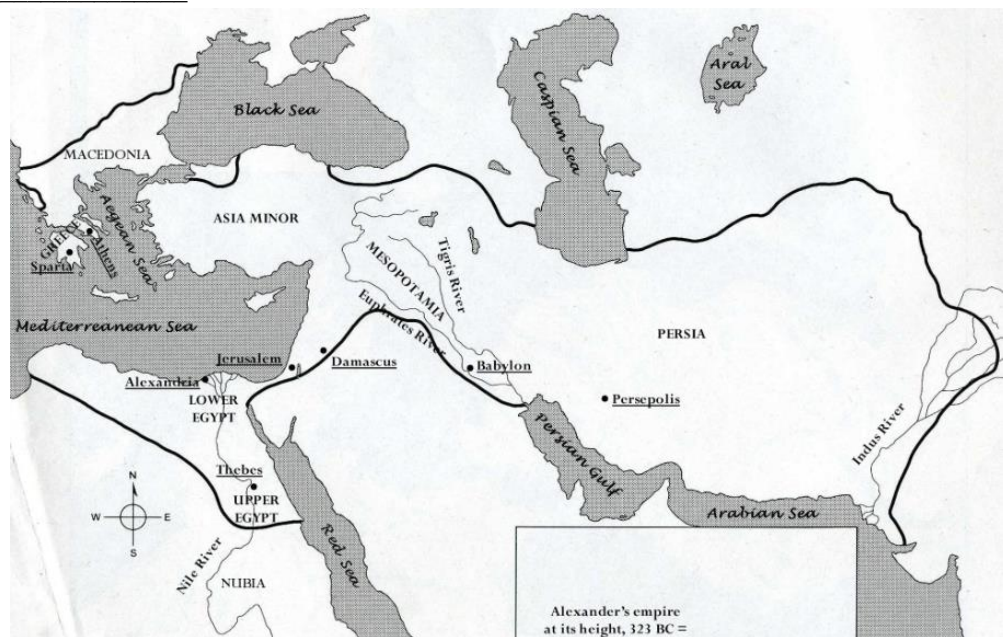 Black Sea
Caspian Sea
Aral
Sea
MACEDONIA
Aegean Sea
GREECE
Athens
Sparta
ASIA MINOR
MESOPOTAMIA
Tigris River
Euphrates River
Mediterranean Sea
PERSIA
Jerusalem
Damascus
Babylon
Alexandria
LOWER
EGYPT
Persepolis
Persian Gulf
Indus River
Thebes
UPPER
EGYPT
Arabian Sea
N
W
E
S
Red Sea
Nile River
NUBIA
Alexander's empire
at its height, 323 BC =